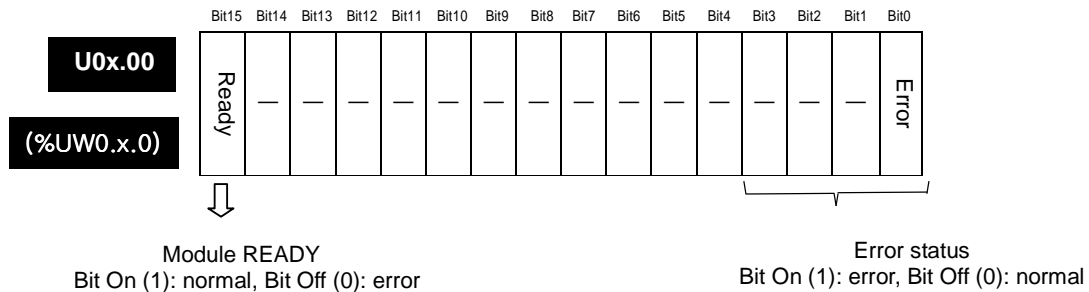 Bit15 Bit14 Bit13 Bit12 Bit11 Bit10 Bit9 Bit8 Bit7 Bit6 Bit5 Bit4 Bit3 Bit2 Bit1 Bit0
U0x.00
(%UW0.x.0)
Ready — — — — — — — — — — — — — — Error
Module READY
Bit On (1): normal, Bit Off (0): error
Error status
Bit On (1): error, Bit Off (0): normal